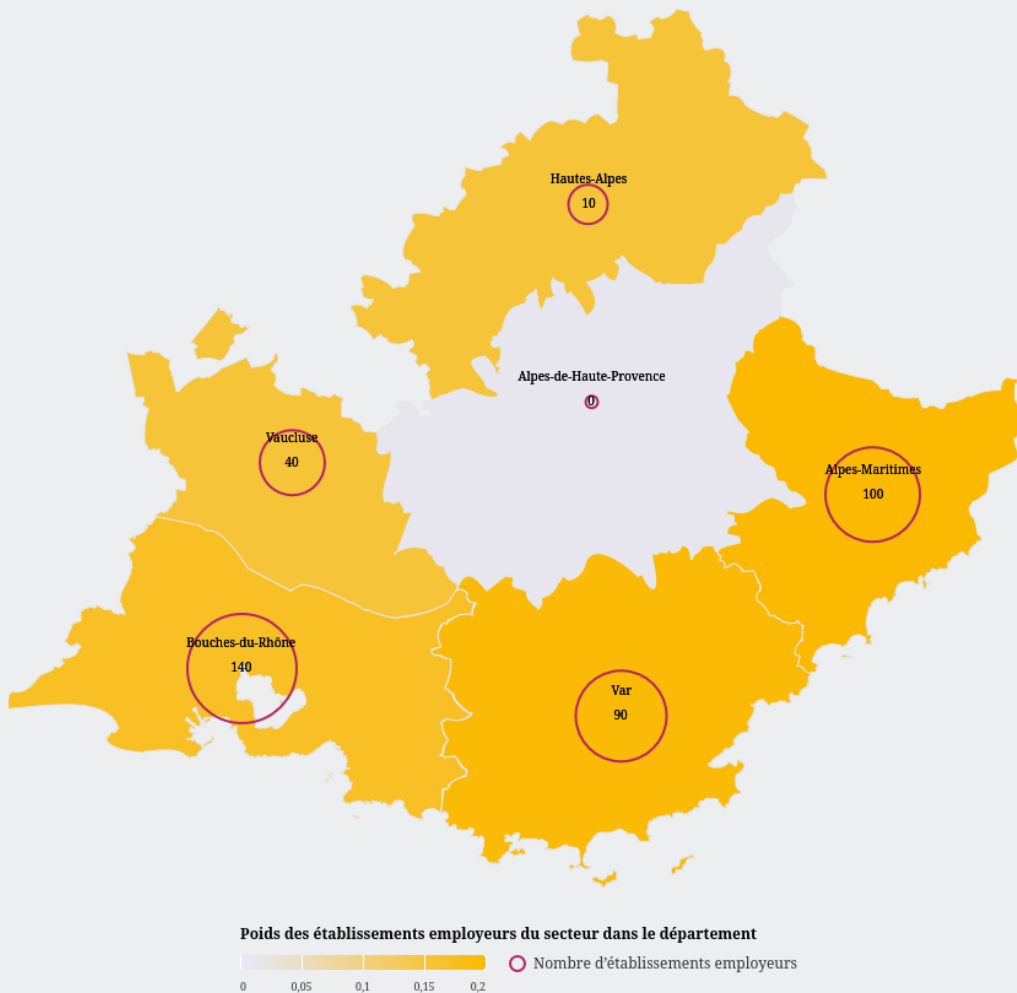 Hautes-Alpes
10
Alpes-de-Haute-Provence
0
Vaucluse
40
Alpes-Maritimes
100
Bouches-du-Rhône
140
Var
90
Poids des établissements employeurs du secteur dans le département
Nombre d’établissements employeurs
0 0,05 0,1 0,15 0,2